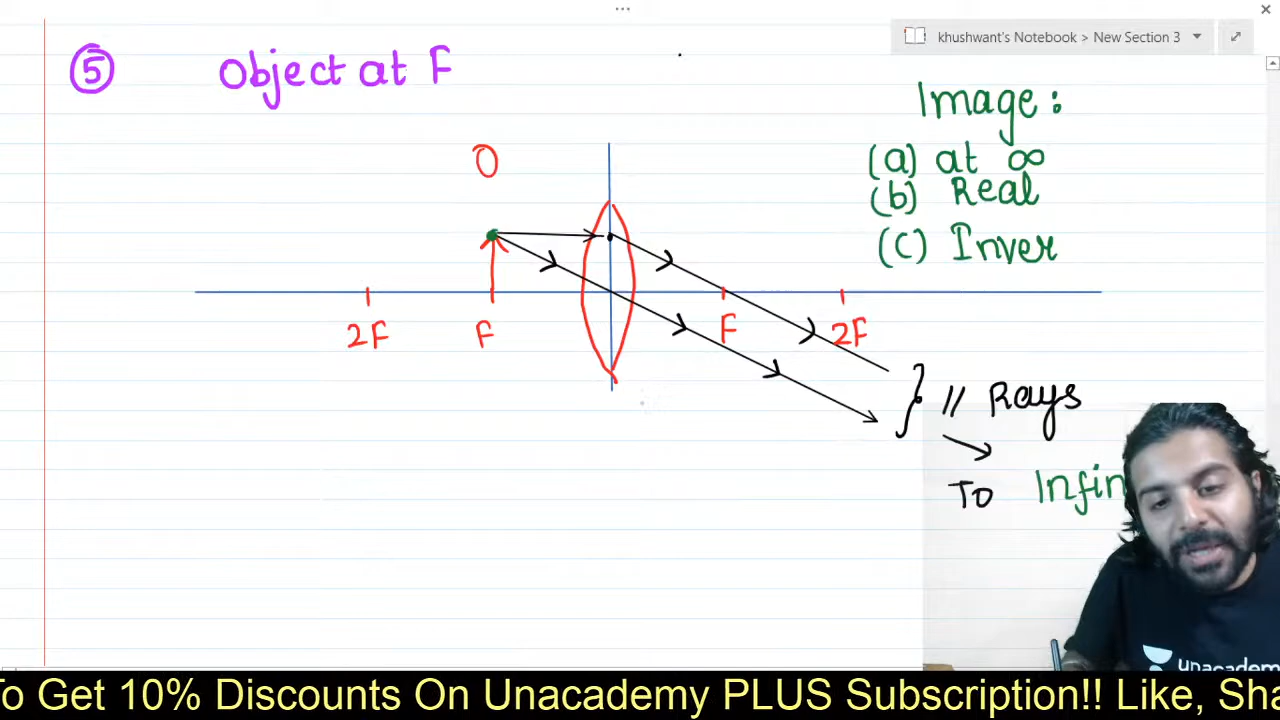 khushwant's Notebook > New Section 3
5 Object at F
Image:
(a) at ∞
(b) Real
(c) Inver
O
2F F F 2F
} // Rays
To Infin
unacadem
To Get 10% Discounts On Unacademy PLUS Subscription!! Like, Sha